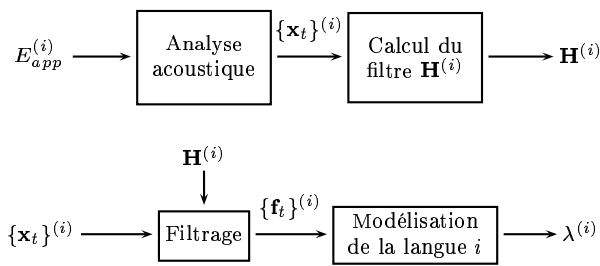 E_{app}^{(i)}
Analyse
acoustique
{x_t}^{(i)}
Calcul du
filtre H^{(i)}
H^{(i)}
H^{(i)}
{x_t}^{(i)}
Filtrage
{f_t}^{(i)}
Modélisation
de la langue i
λ^{(i)}